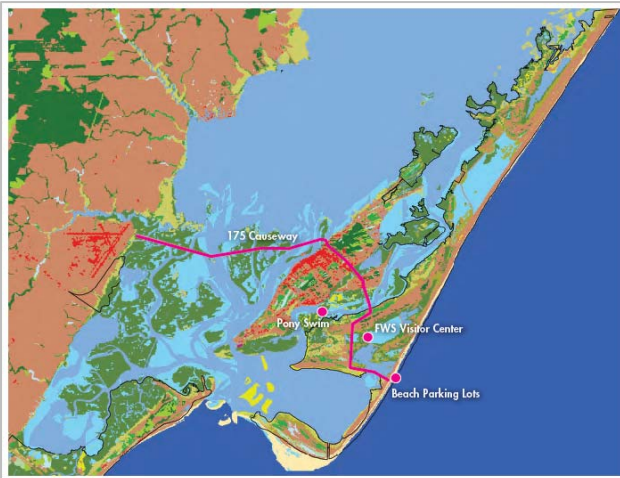 175 Causeway
Pony Swim
FWS Visitor Center
Beach Parking Lots